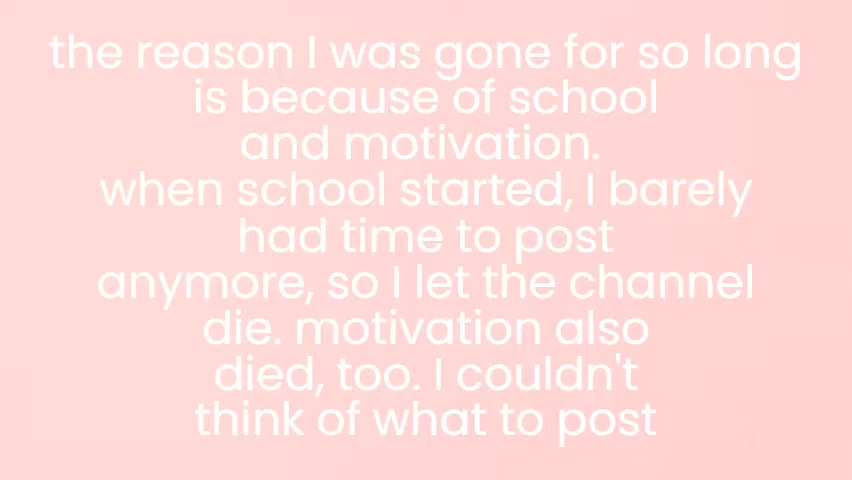 the reason I was gone for so long
is because of school
and motivation.
when school started, I barely
had time to post
anymore, so I let the channel
die. motivation also
died, too. I couldn't
think of what to post